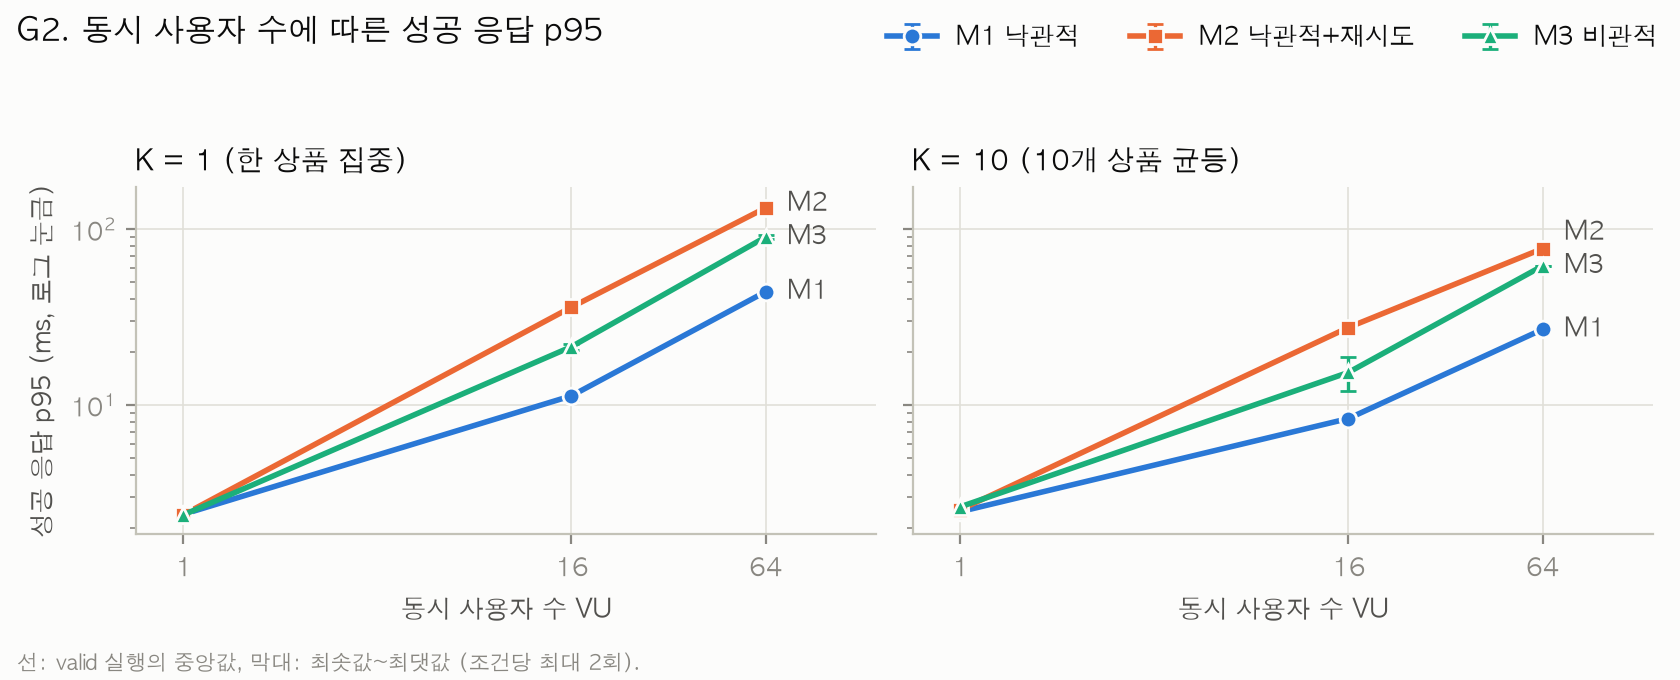 G2. 동시 사용자 수에 따른 성공 응답 p95
M1 낙관적
M2 낙관적+재시도
M3 비관적
K = 1 (한 상품 집중)
K = 10 (10개 상품 균등)
성공 응답 p95 (ms, 로그 눈금)
10²
10¹
M2
M3
M1
M2
M3
M1
1
16
64
1
16
64
동시 사용자 수 VU
동시 사용자 수 VU
선: valid 실행의 중앙값, 막대: 최솟값~최댓값 (조건당 최대 2회).